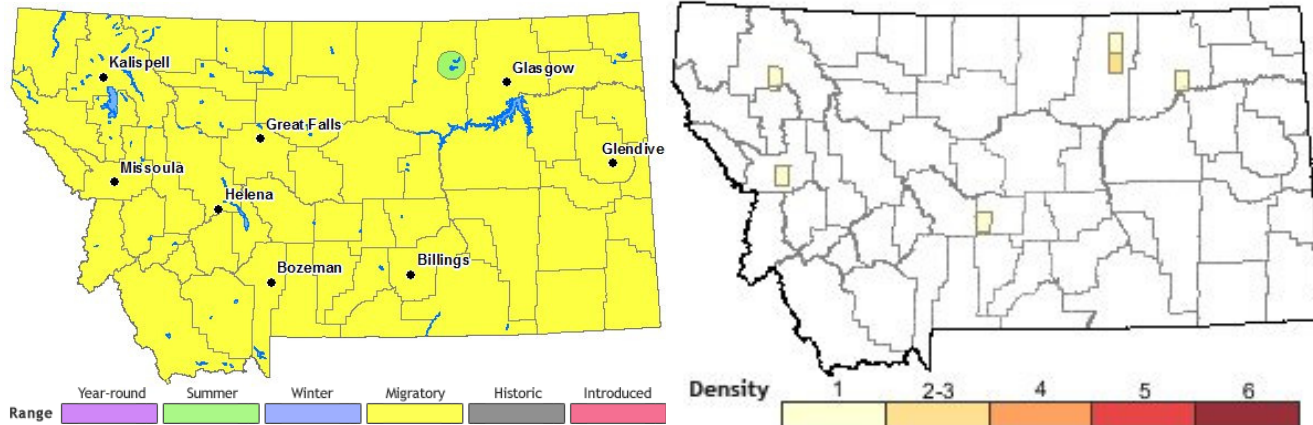 Kalispell
Glasgow
Great Falls
Glendive
Missoula
Helena
Bozeman
Billings
Range Year-round Summer Winter Migratory Historic Introduced
Density 1 2-3 4 5 6